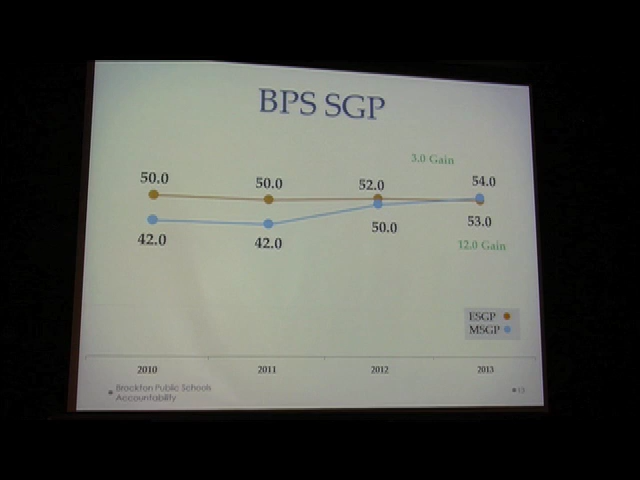 BPS SGP
3.0 Gain
50.0
50.0
52.0
54.0
42.0
42.0
50.0
53.0
12.0 Gain
ESGP
MSGP
2010
2011
2012
2013
Brockton Public Schools
Accountability
13